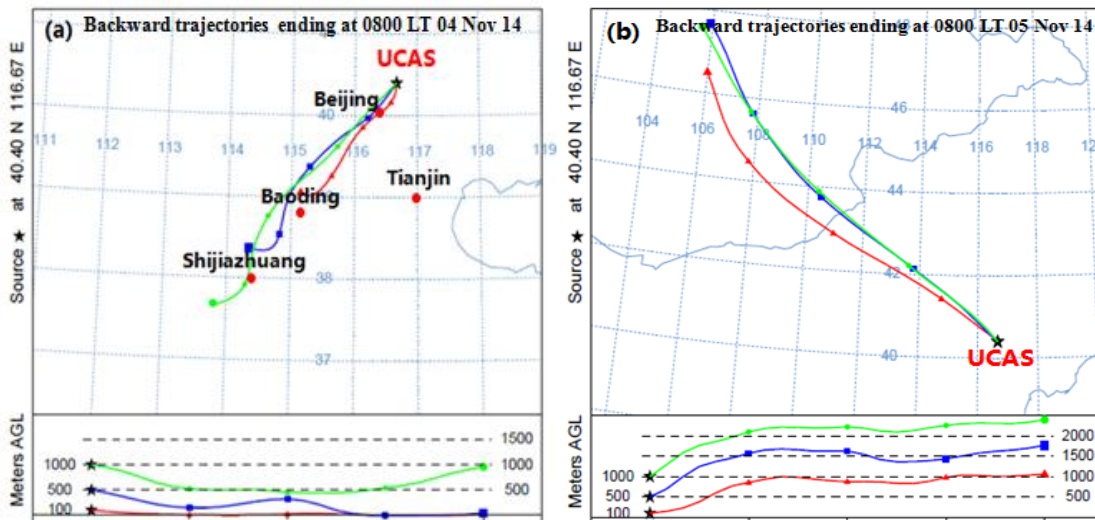 (a) Backward trajectories ending at 0800 LT 04 Nov 14
UCAS
Beijing
40
111 112 113 114 115 116 117 118 119
Tianjin
Baoding
Shijiazhuang
38
37
Source ★ at 40.40 N 116.67 E
Meters AGL
1500
1000 1000
500 500
100
(b) Backward trajectories ending at 0800 LT 05 Nov 14
46
104 106 108 110 112 114 116 118
44
42
40
UCAS
Source ★ at 40.40 N 116.67 E
Meters AGL
2000
1500
1000 1000
500 500
100